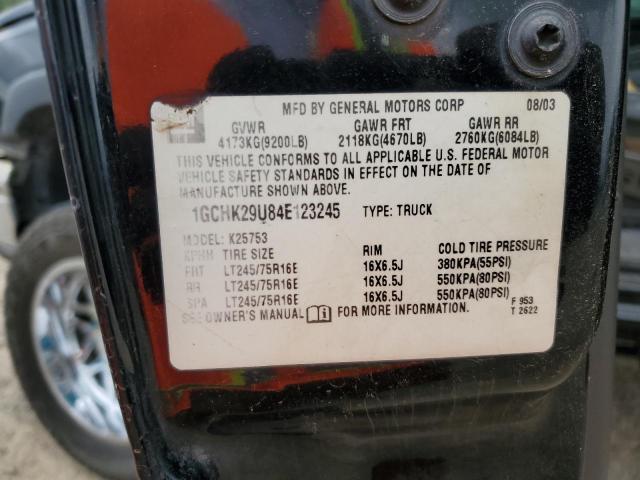 MFD BY GENERAL MOTORS CORP 08/03
GVWR GAWR FRT GAWR RR
4173KG(9200LB) 2118KG(4670LB) 2760KG(6084LB)
THIS VEHICLE CONFORMS TO ALL APPLICABLE U.S. FEDERAL MOTOR
VEHICLE SAFETY STANDARDS IN EFFECT ON THE DATE OF
MANUFACTURE SHOWN ABOVE.
1GCHK29U84E123245 TYPE: TRUCK
MODEL: K25753
TIRE SIZE RIM COLD TIRE PRESSURE
FRT LT245/75R16E 16X6.5J 380KPA(55PSI)
RR LT245/75R16E 16X6.5J 550KPA(80PSI)
SPA LT245/75R16E 16X6.5J 550KPA(80PSI)
SEE OWNER'S MANUAL FOR MORE INFORMATION.
F 953
T 2622